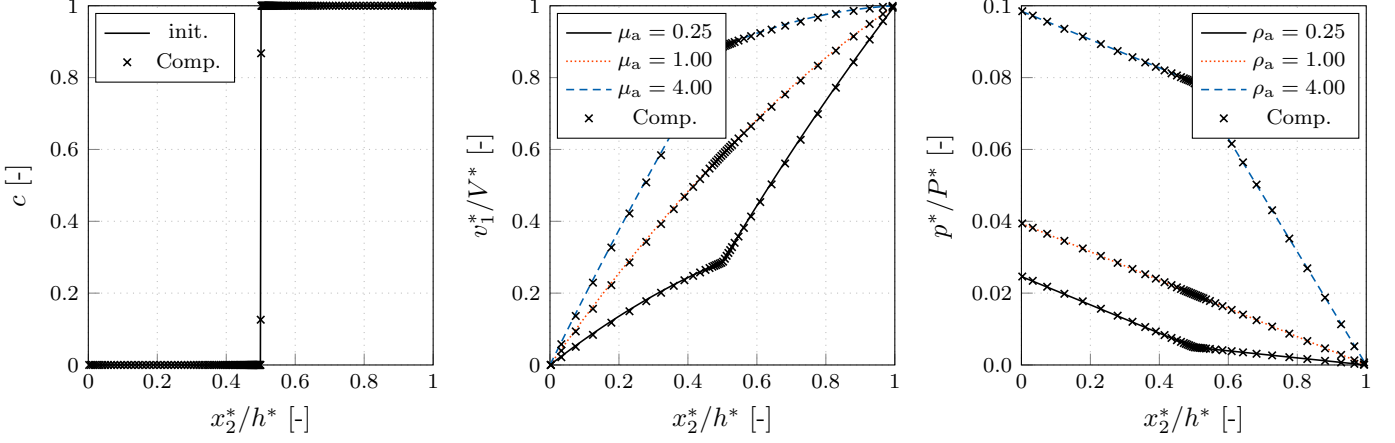 1
0.8
0.6
0.4
0.2
0
0
0.2
0.4
0.6
0.8
1
c [-]
x₂*/h* [-]
init.
Comp.
1
0.8
0.6
0.4
0.2
0
0
0.2
0.4
0.6
0.8
1
v₁*/V* [-]
x₂*/h* [-]
μₐ = 0.25
μₐ = 1.00
μₐ = 4.00
Comp.
0.1
0.08
0.06
0.04
0.02
0.0
0
0.2
0.4
0.6
0.8
1
p*/P* [-]
x₂*/h* [-]
ρₐ = 0.25
ρₐ = 1.00
ρₐ = 4.00
Comp.